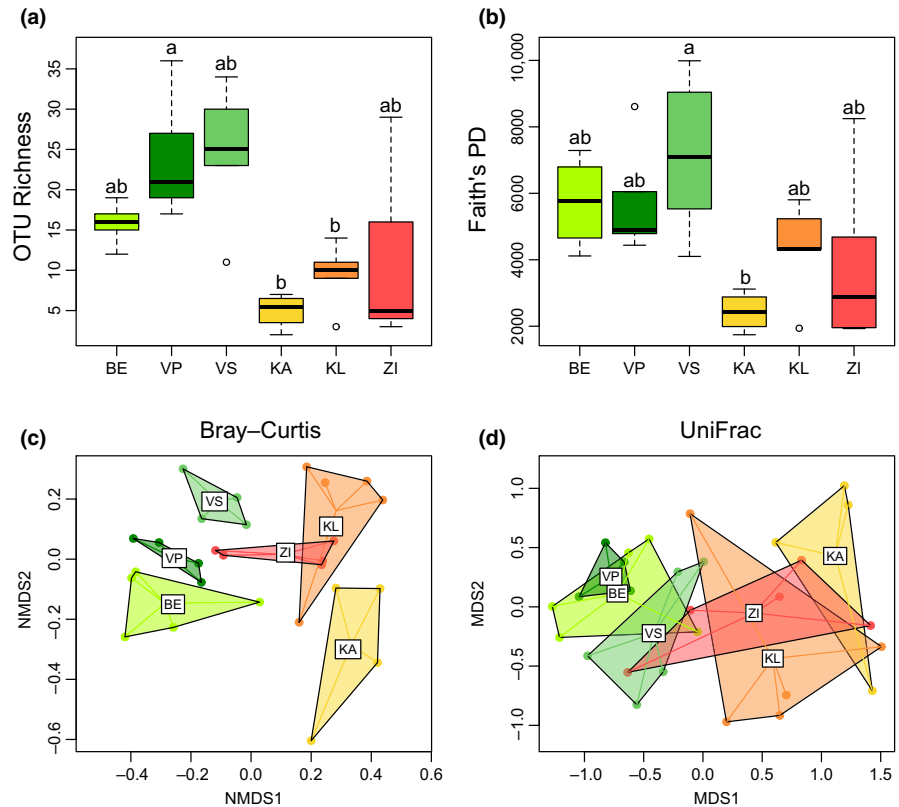 (a)
OTU Richness
35
30
25
20
15
10
5
ab
a
ab
b
b
ab
BE VP VS KA KL ZI
(b)
Faith's PD
10,000
8000
6000
4000
2000
ab
ab
a
b
ab
ab
BE VP VS KA KL ZI
(c)
Bray–Curtis
NMDS2
0.2
0.0
−0.2
−0.4
−0.6
VS
VP
BE
ZI
KL
KA
−0.4 −0.2 0.0 0.2 0.4 0.6
NMDS1
(d)
UniFrac
MDS2
1.0
0.5
0.0
−0.5
−1.0
VP
BE
VS
ZI
KL
KA
−1.0 −0.5 0.0 0.5 1.0 1.5
MDS1